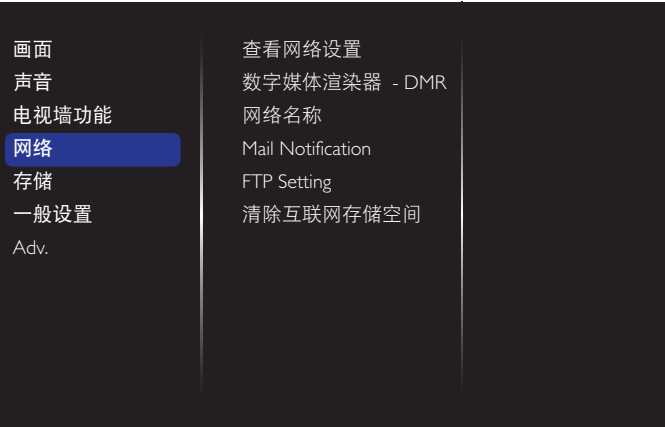 画面
声音
电视墙功能
网络
存储
一般设置
Adv.
查看网络设置
数字媒体渲染器 - DMR
网络名称
Mail Notification
FTP Setting
清除互联网存储空间